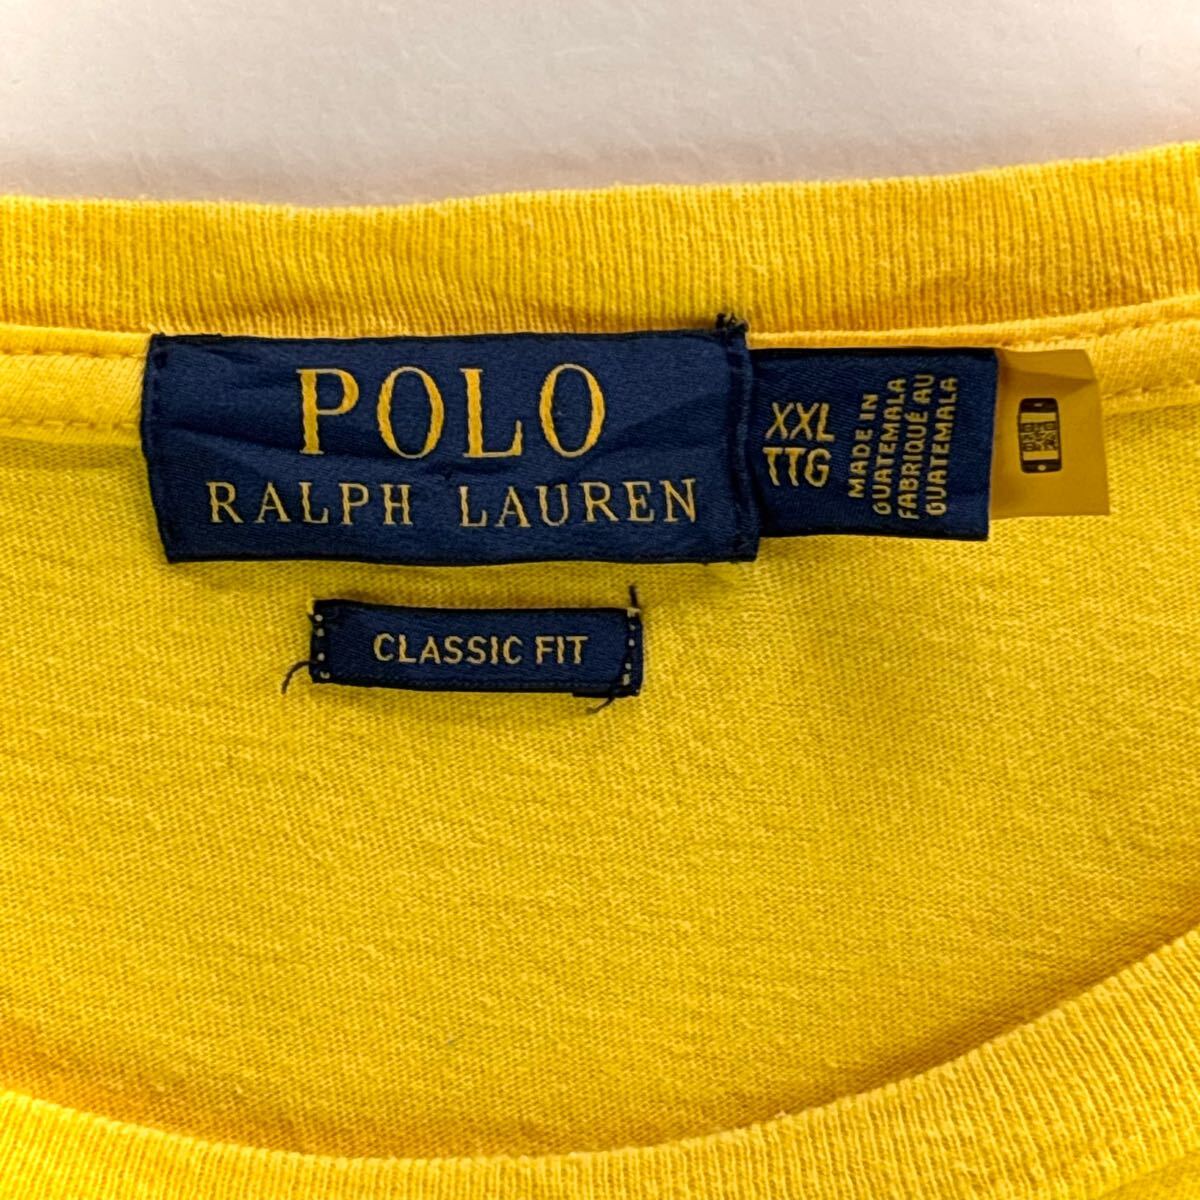 POLO
RALPH LAUREN
XXL
TTG
MADE IN
GUATEMALA
FABRIQUÉ AU
GUATEMALA
CLASSIC FIT